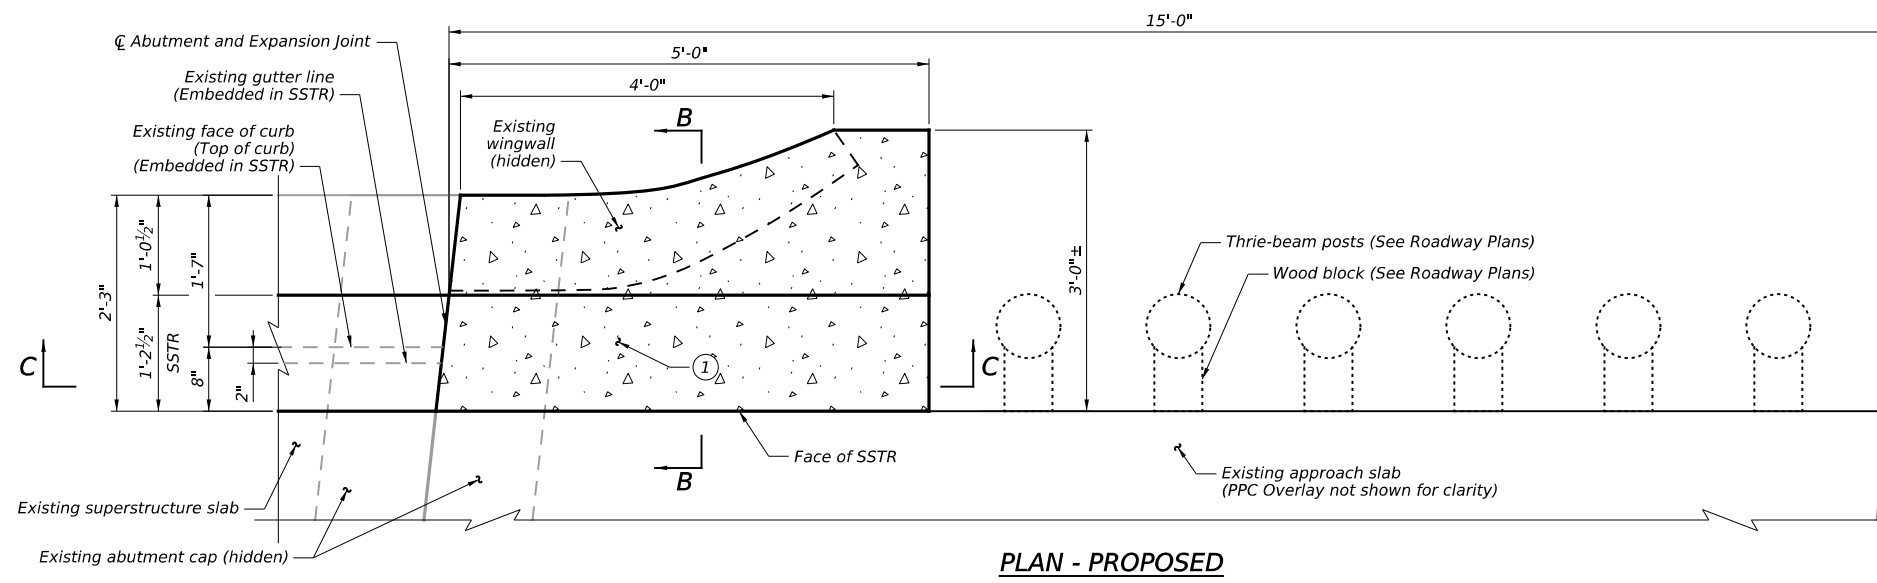 15'-0"
℄ Abutment and Expansion Joint
5'-0"
Existing gutter line
(Embedded in SSTR)
4'-0"
Existing face of curb
(Top of curb)
(Embedded in SSTR)
Existing
wingwall
(hidden)
B
2'-3"
1'-0½"
1'-7"
3'-0"±
Thrie-beam posts (See Roadway Plans)
Wood block (See Roadway Plans)
1'-2½"
SSTR
8"
2"
C
1
C
Face of SSTR
B
Existing approach slab
(PPC Overlay not shown for clarity)
Existing superstructure slab
Existing abutment cap (hidden)
PLAN - PROPOSED